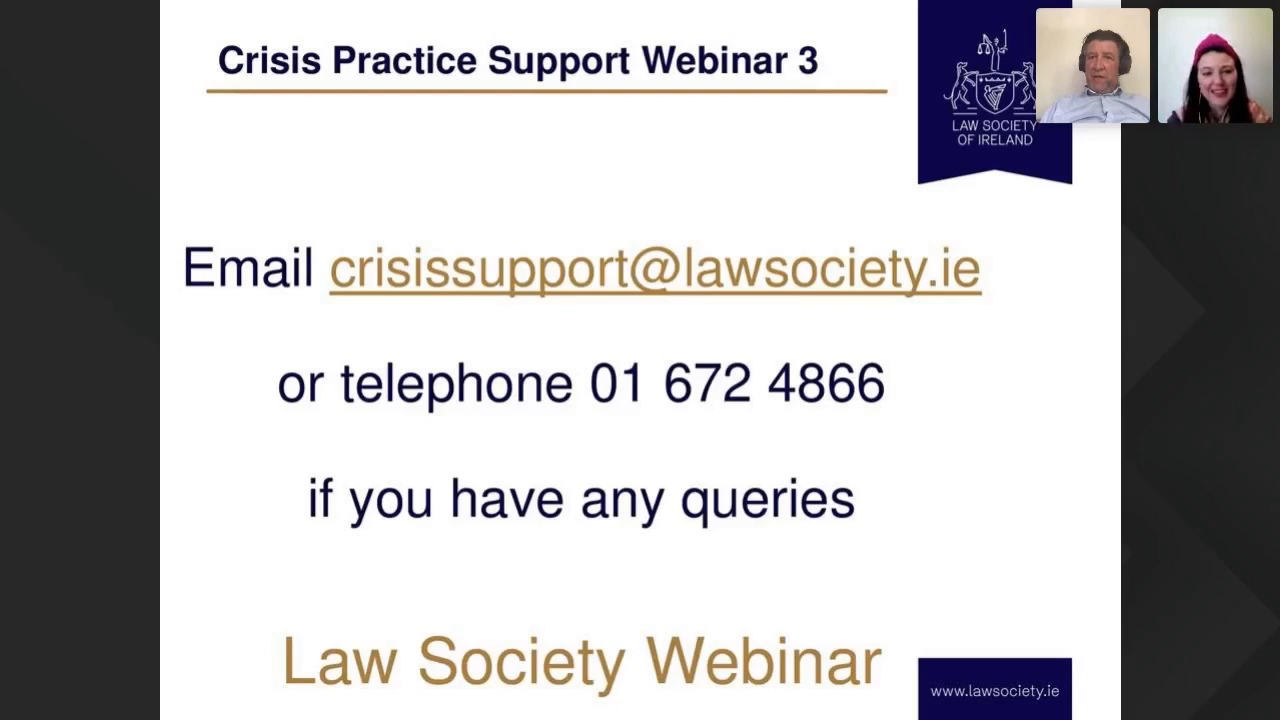 Crisis Practice Support Webinar 3
LAW SOCIETY
OF IRELAND
Email crisissupport@lawsociety.ie
or telephone 01 672 4866
if you have any queries
Law Society Webinar
www.lawsociety.ie